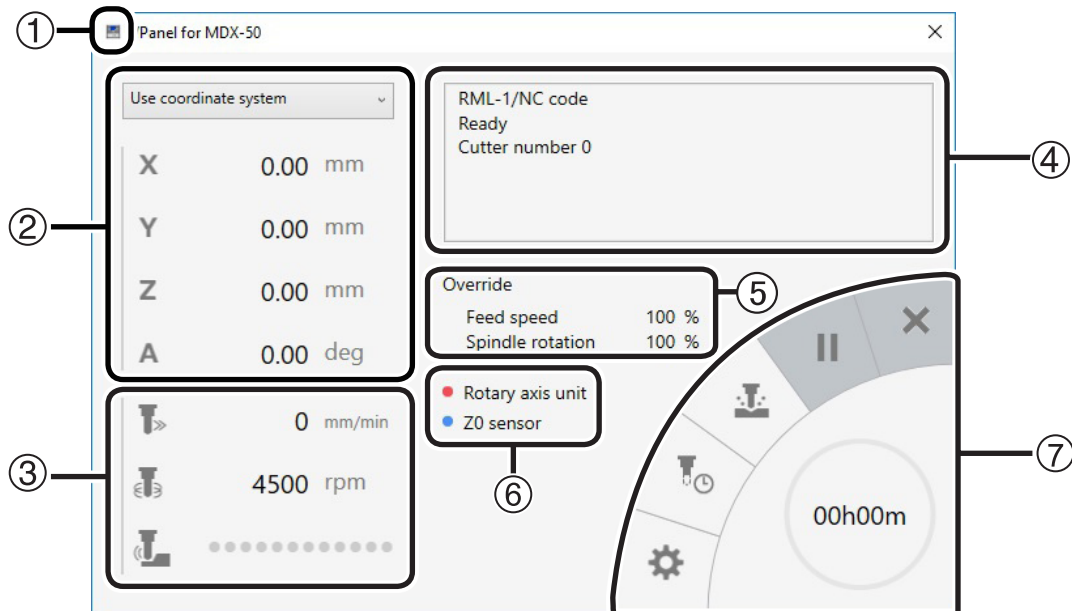 ①
/Panel for MDX-50
②
Use coordinate system
X 0.00 mm
Y 0.00 mm
Z 0.00 mm
A 0.00 deg
③
0 mm/min
4500 rpm
④
RML-1/NC code
Ready
Cutter number 0
⑤
Override
Feed speed 100 %
Spindle rotation 100 %
⑥
Rotary axis unit
Z0 sensor
⑦
00h00m